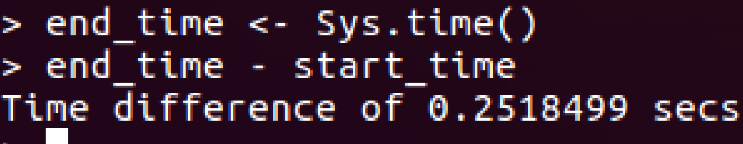 > end_time <- Sys.time()
> end_time - start_time
Time difference of 0.2518499 secs
>